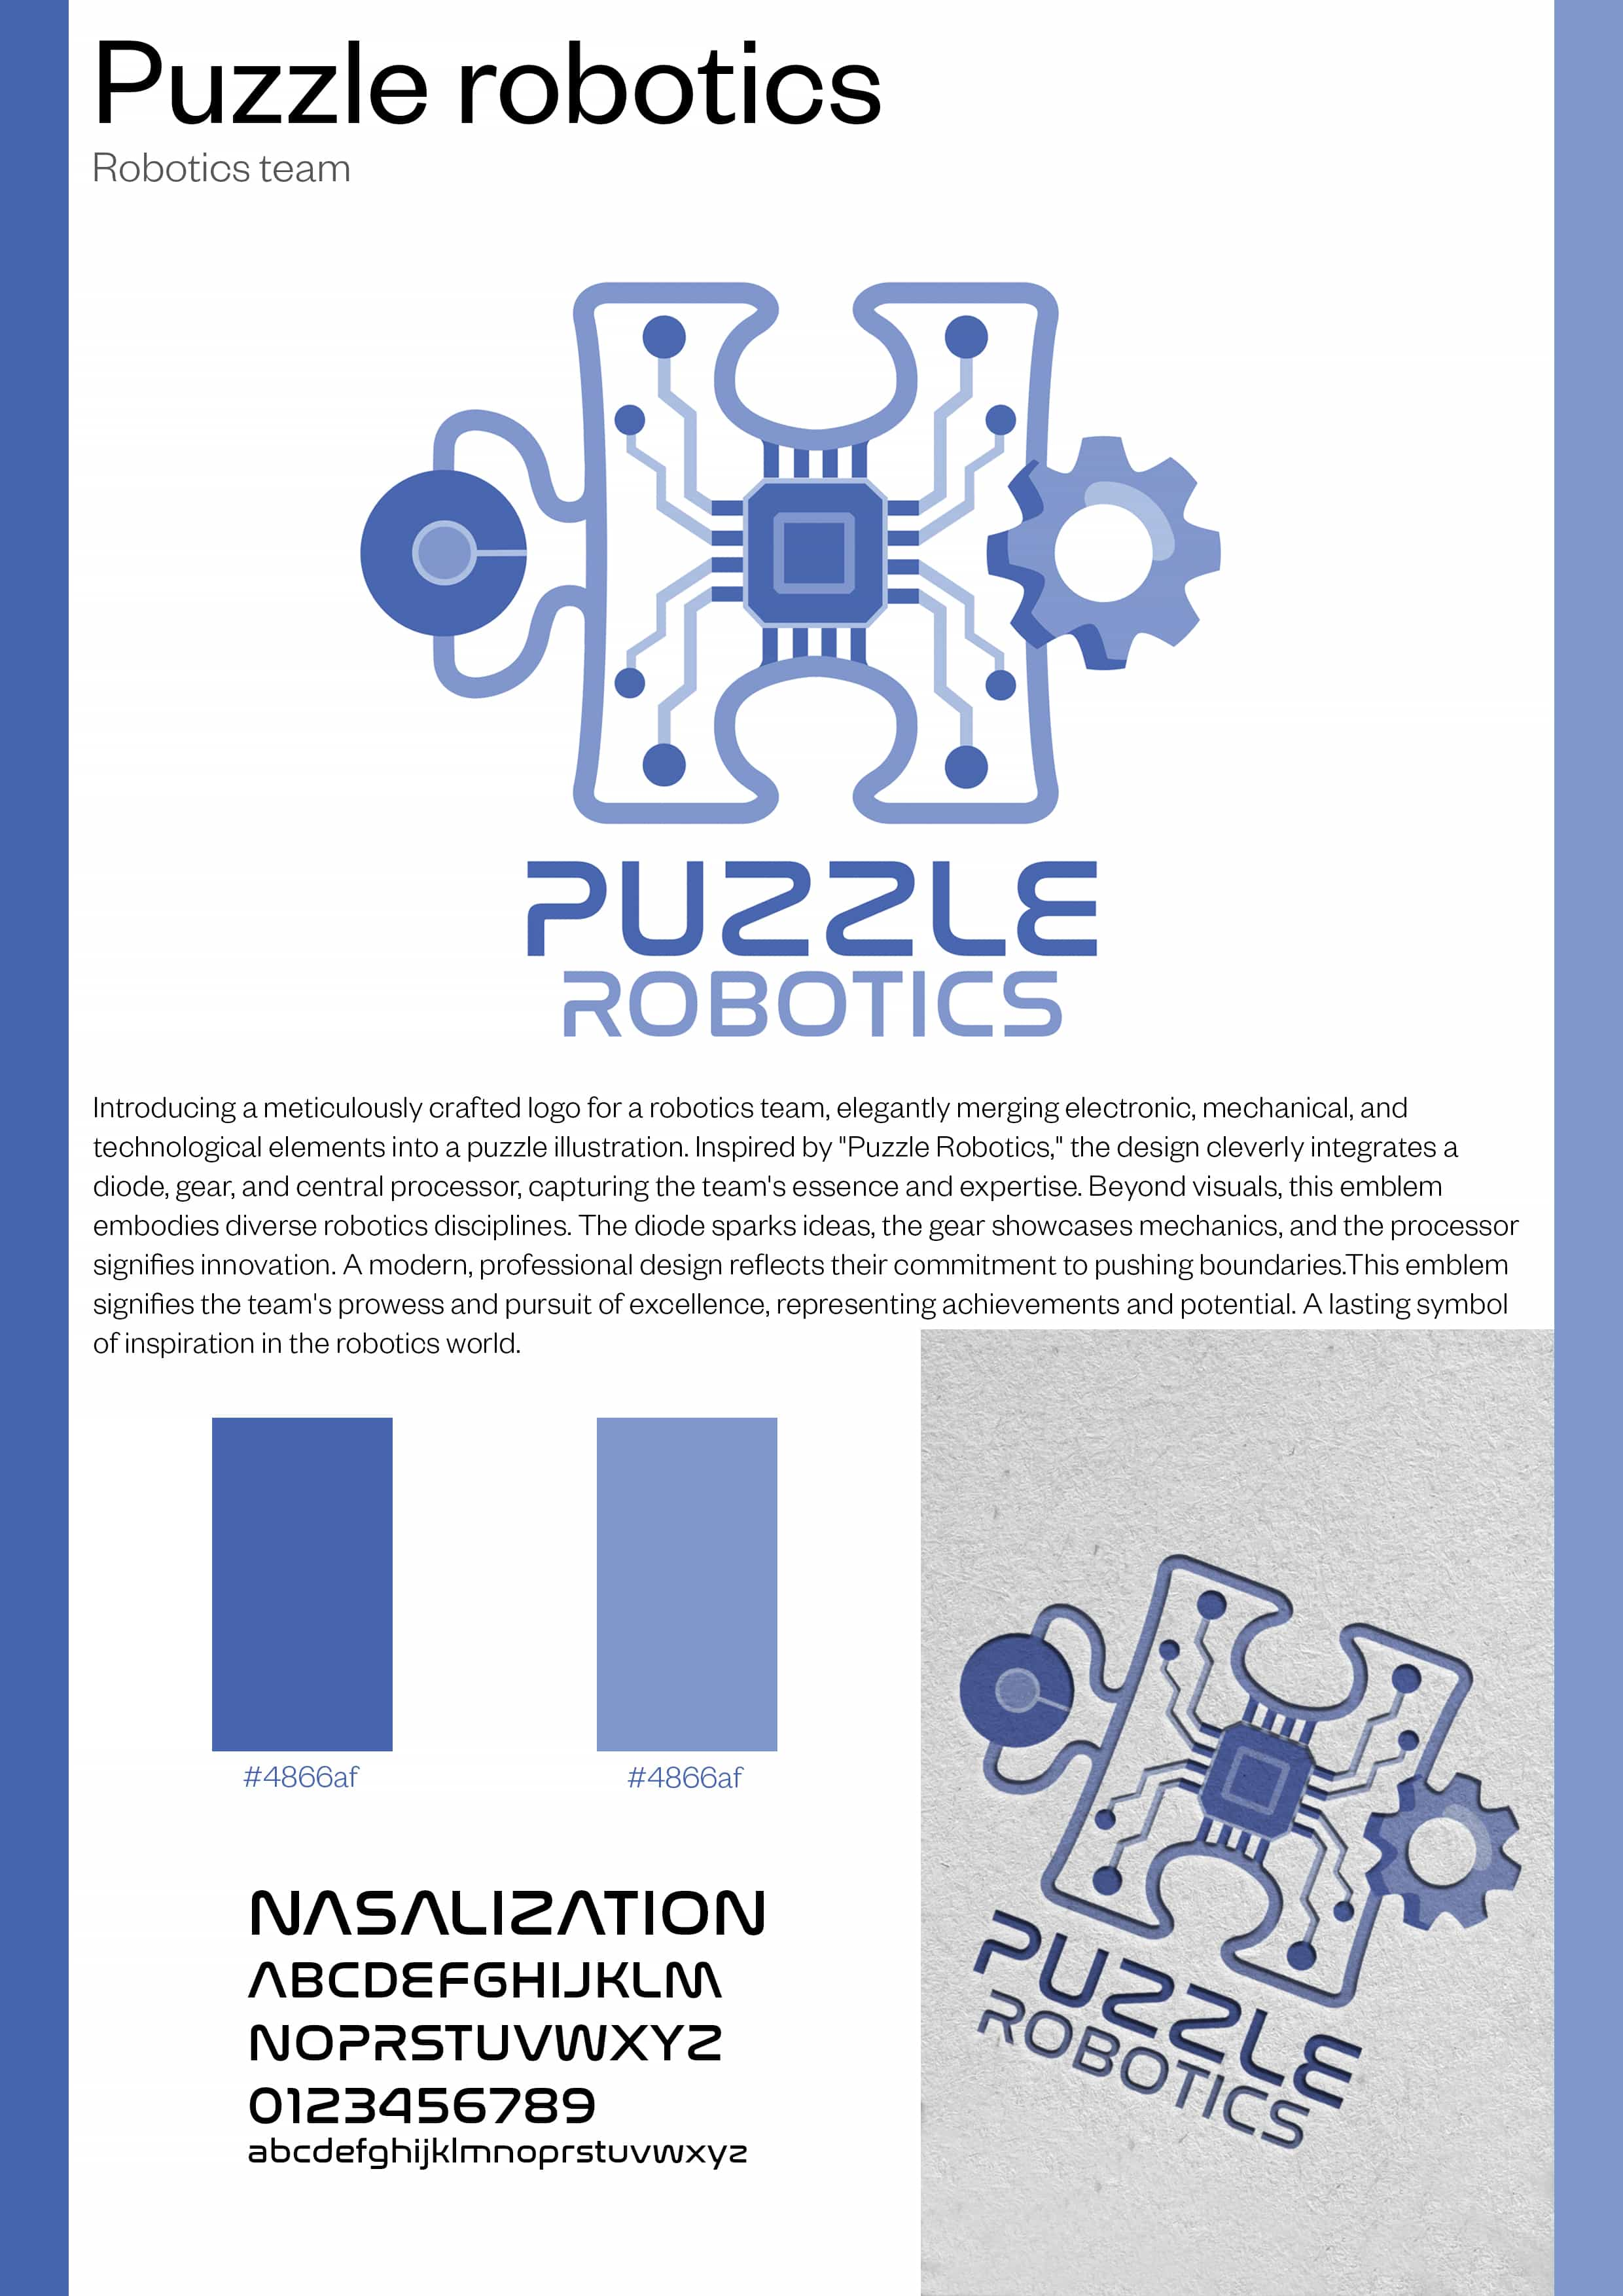 Puzzle robotics
Robotics team
PUZZLE
ROBOTICS
Introducing a meticulously crafted logo for a robotics team, elegantly merging electronic, mechanical, and
technological elements into a puzzle illustration. Inspired by "Puzzle Robotics," the design cleverly integrates a
diode, gear, and central processor, capturing the team's essence and expertise. Beyond visuals, this emblem
embodies diverse robotics disciplines. The diode sparks ideas, the gear showcases mechanics, and the processor
signifies innovation. A modern, professional design reflects their commitment to pushing boundaries.This emblem
signifies the team's prowess and pursuit of excellence, representing achievements and potential. A lasting symbol
of inspiration in the robotics world.
#4866af
#4866af
NASALIZATION
ABCDEFGHIJKLM
NOPRSTUVWXYZ
0123456789
abcdefghijklmnoprstuvwxyz
PUZZLE
ROBOTICS